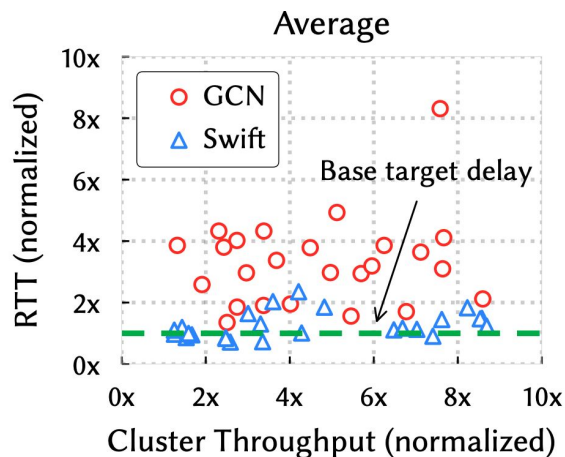 Average
10x
8x
6x
4x
2x
0x
RTT (normalized)
GCN
Swift
Base target delay
0x 2x 4x 6x 8x 10x
Cluster Throughput (normalized)